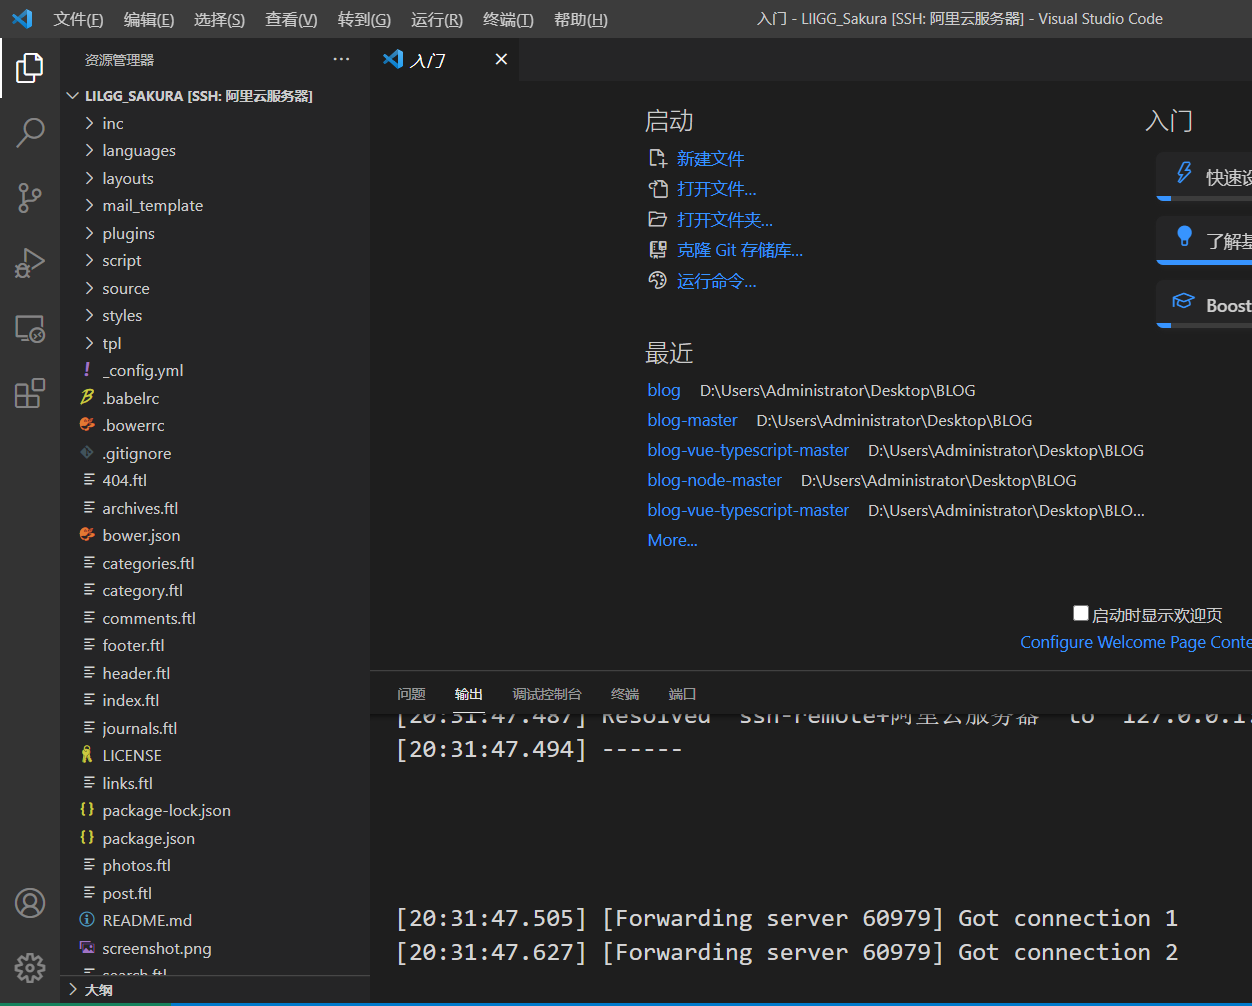 文件(F) 编辑(E) 选择(S) 查看(V) 转到(G) 运行(R) 终端(T) 帮助(H) 入门 - LIlGG_Sakura [SSH: 阿里云服务器] - Visual Studio Code
资源管理器
LILGG_SAKURA [SSH: 阿里云服务器]
inc
languages
layouts
mail_template
plugins
script
source
styles
tpl
_config.yml
.babelrc
.bowerrc
.gitignore
404.ftl
archives.ftl
bower.json
categories.ftl
category.ftl
comments.ftl
footer.ftl
header.ftl
index.ftl
journals.ftl
LICENSE
links.ftl
package-lock.json
package.json
photos.ftl
post.ftl
README.md
screenshot.png
search.ftl
大纲
入门
启动
新建文件
打开文件...
打开文件夹...
克隆 Git 存储库...
运行命令...
最近
blog D:\Users\Administrator\Desktop\BLOG
blog-master D:\Users\Administrator\Desktop\BLOG
blog-vue-typescript-master D:\Users\Administrator\Desktop\BLOG
blog-node-master D:\Users\Administrator\Desktop\BLOG
blog-vue-typescript-master D:\Users\Administrator\Desktop\BLO...
More...
入门
快速设
了解基
Boost
启动时显示欢迎页
Configure Welcome Page Conte
问题 输出 调试控制台 终端 端口
[20:31:47.487] Resolved "ssh-remote+阿里云服务器" to "127.0.0.1:
[20:31:47.494] ------
[20:31:47.505] [Forwarding server 60979] Got connection 1
[20:31:47.627] [Forwarding server 60979] Got connection 2